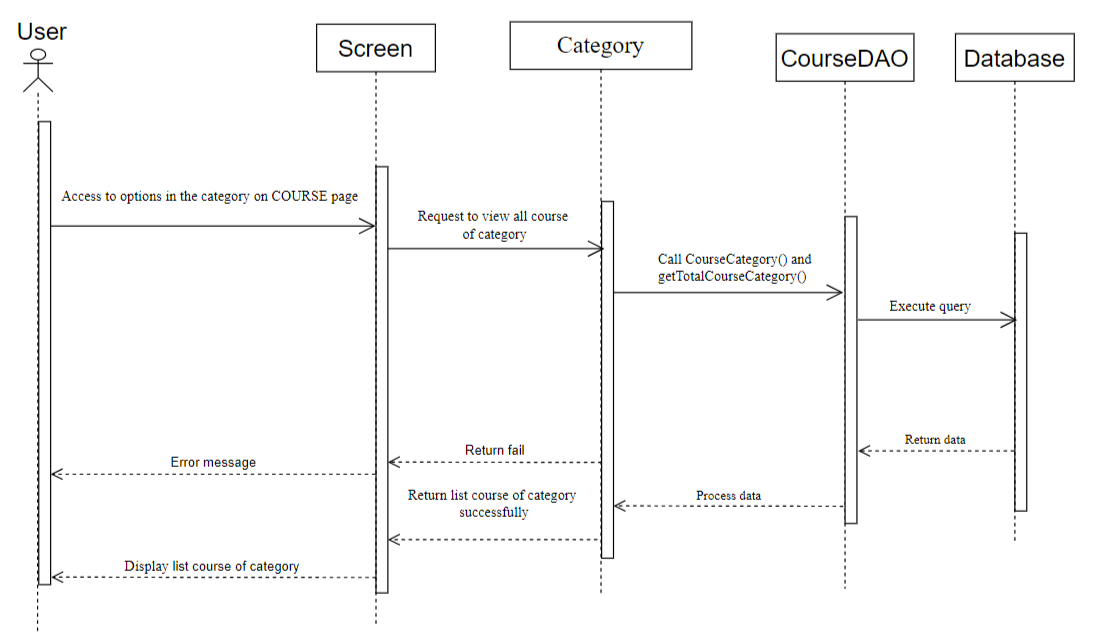 User
Screen
Category
CourseDAO
Database
Access to options in the category on COURSE page
Request to view all course
of category
Call CourseCategory() and
getTotalCourseCategory()
Execute query
Return data
Return fail
Error message
Return list course of category
successfully
Process data
Display list course of category